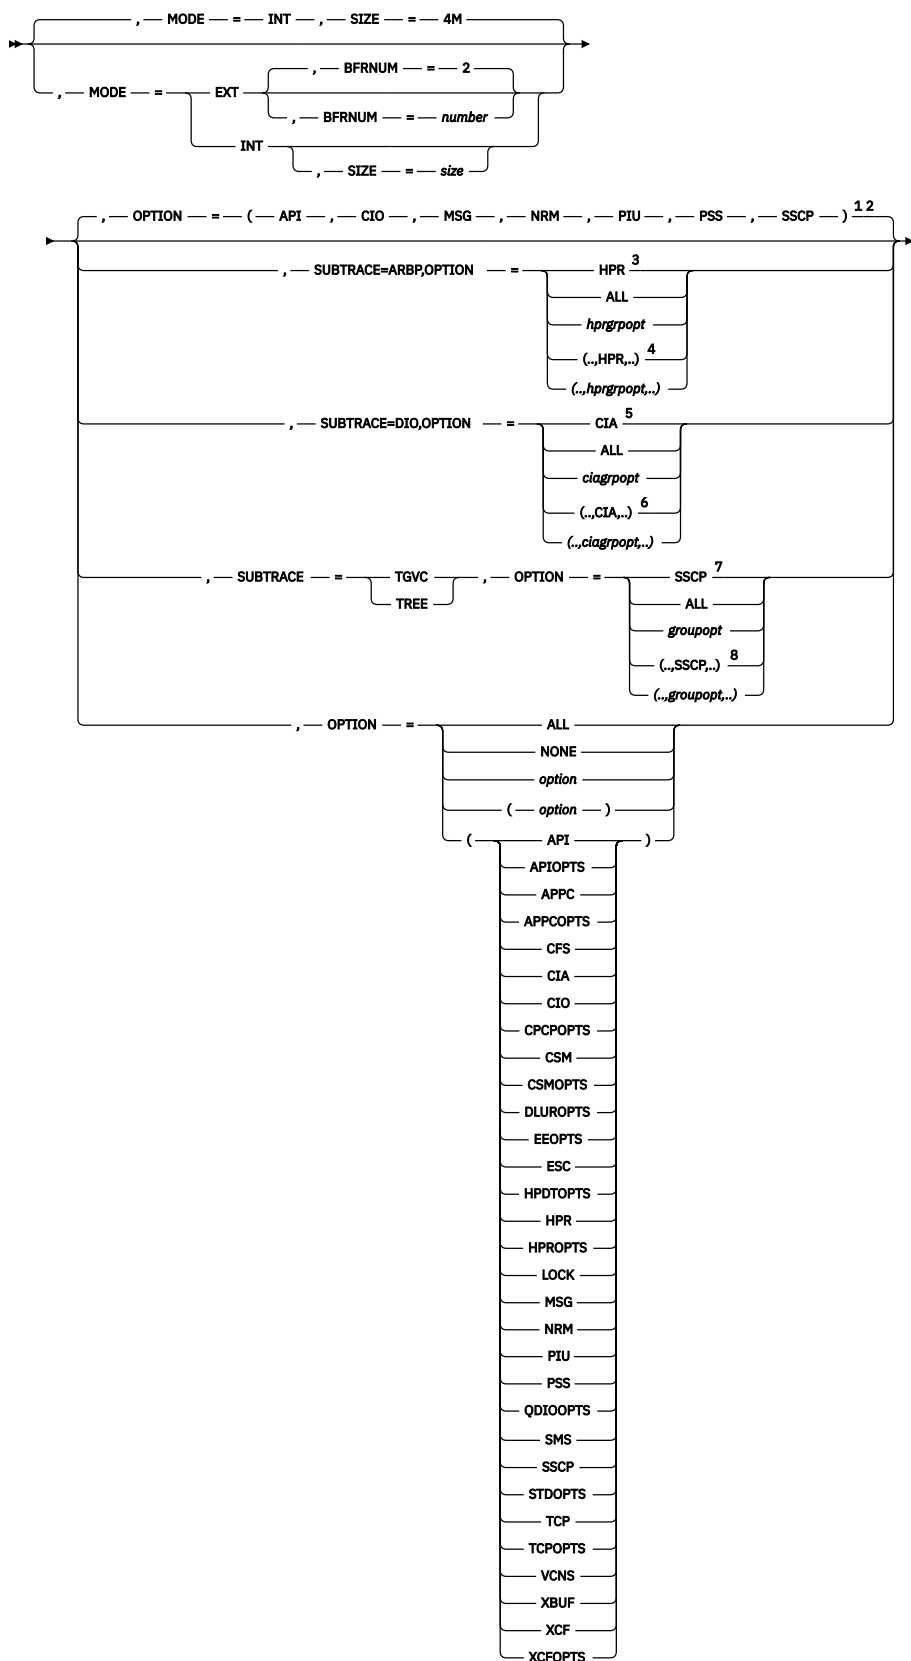 , MODE = INT , SIZE = 4M
, BFRNUM = 2
, MODE = EXT
, BFRNUM = number
INT
, SIZE = size
, OPTION = ( API , CIO , MSG , NRM , PIU , PSS , SSCP ) 1 2
, SUBTRACE=ARBP,OPTION = HPR 3
ALL
hprgrpopt
(..,HPR,..) 4
(..,hprgrpopt,..)
, SUBTRACE=DIO,OPTION = CIA 5
ALL
ciagrpopt
(..,CIA,..) 6
(..,ciagrpopt,..)
, SUBTRACE = TGVC , OPTION = SSCP 7
TREE ALL
groupopt
(..,SSCP,..) 8
(..,groupopt,..)
, OPTION = ALL
NONE
option
( option )
( API )
APIOPTS
APPC
APPCOPTS
CFS
CIA
CIO
CPCPOPTS
CSM
CSMOPTS
DLUROPTS
EEOPTS
ESC
HPDTOPTS
HPR
HPROPTS
LOCK
MSG
NRM
PIU
PSS
QDIOOPTS
SMS
SSCP
STDOPTS
TCP
TCPOPTS
VCNS
XBUF
XCF
XCFOPTS